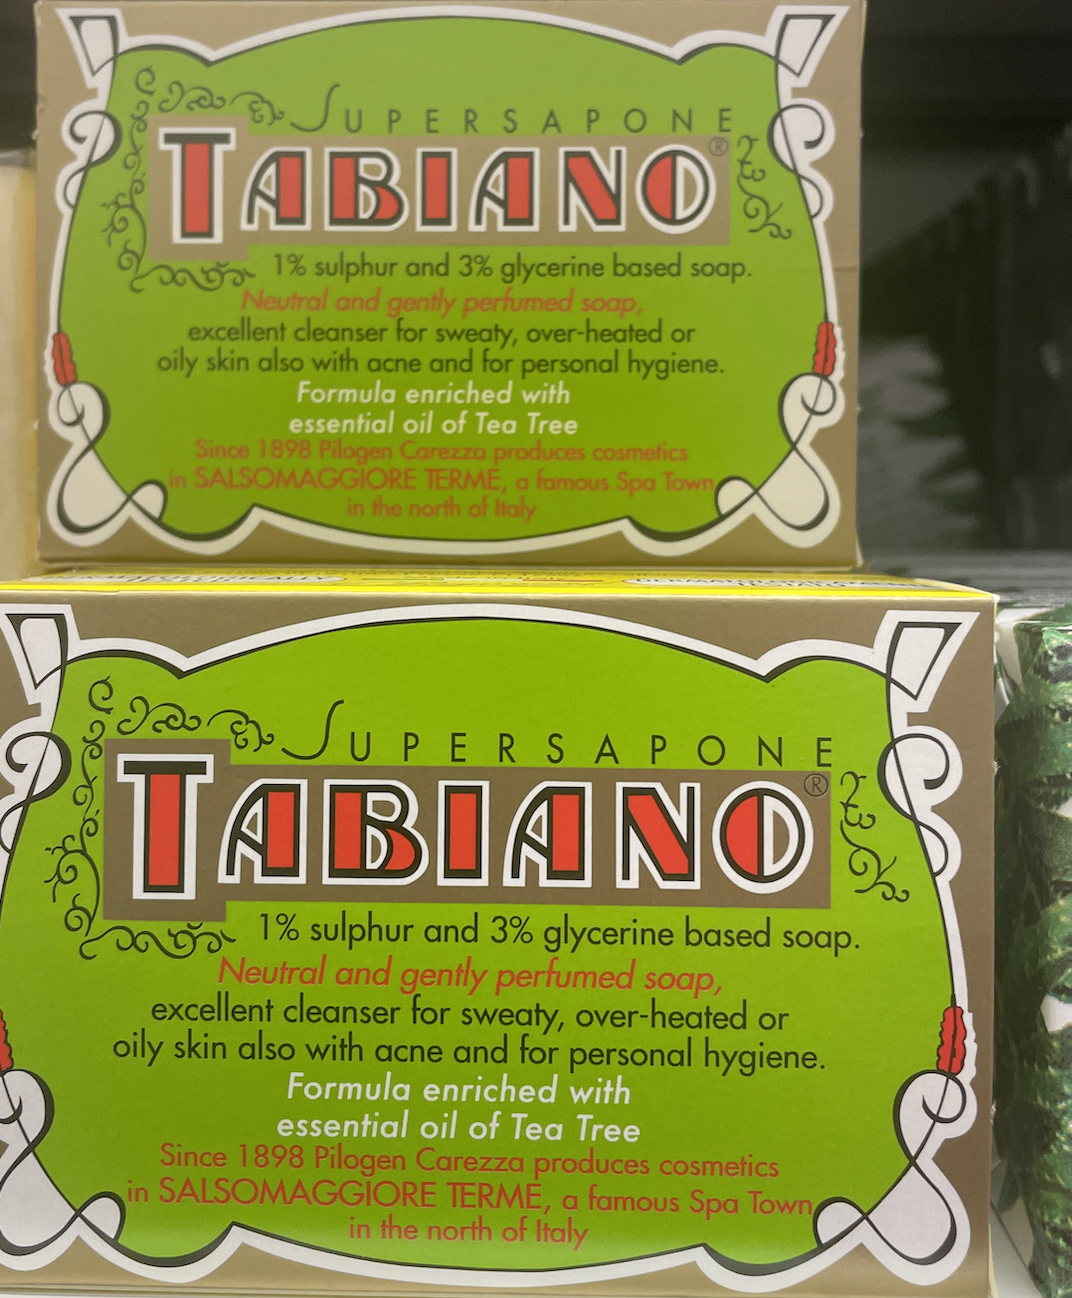 SUPERSAPONE
TABIANO®
1% sulphur and 3% glycerine based soap.
Neutral and gently perfumed soap,
excellent cleanser for sweaty, over-heated or
oily skin also with acne and for personal hygiene.
Formula enriched with
essential oil of Tea Tree
Since 1898 Pilogen Carezza produces cosmetics
in SALSOMAGGIORE TERME, a famous Spa Town
in the north of Italy
SUPERSAPONE
TABIANO®
1% sulphur and 3% glycerine based soap.
Neutral and gently perfumed soap,
excellent cleanser for sweaty, over-heated or
oily skin also with acne and for personal hygiene.
Formula enriched with
essential oil of Tea Tree
Since 1898 Pilogen Carezza produces cosmetics
in SALSOMAGGIORE TERME, a famous Spa Town
in the north of Italy